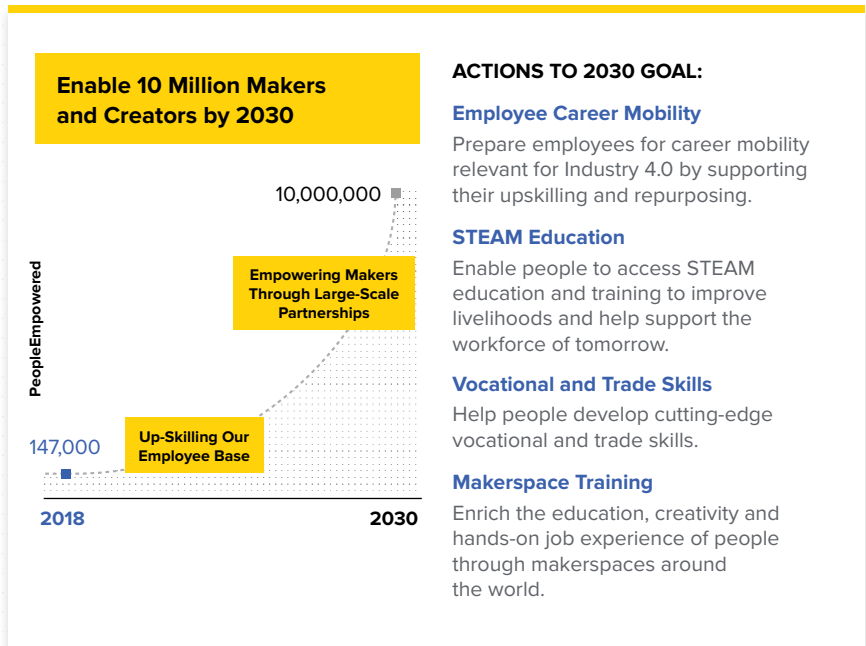 Enable 10 Million Makers
and Creators by 2030
10,000,000
Empowering Makers
Through Large-Scale
Partnerships
PeopleEmpowered
147,000
Up-Skilling Our
Employee Base
2018
2030
ACTIONS TO 2030 GOAL:
Employee Career Mobility
Prepare employees for career mobility
relevant for Industry 4.0 by supporting
their upskilling and repurposing.
STEAM Education
Enable people to access STEAM
education and training to improve
livelihoods and help support the
workforce of tomorrow.
Vocational and Trade Skills
Help people develop cutting-edge
vocational and trade skills.
Makerspace Training
Enrich the education, creativity and
hands-on job experience of people
through makerspaces around
the world.